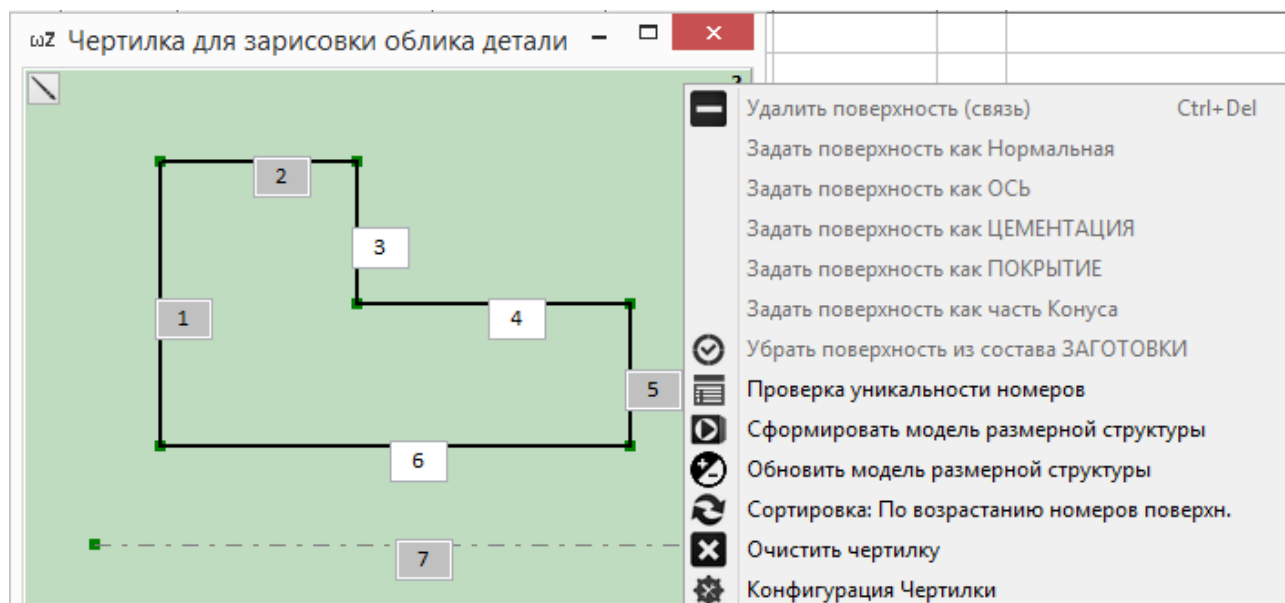 ωZ Чертилка для зарисовки облика детали
2
3
1
4
5
6
7
Удалить поверхность (связь) Ctrl+Del
Задать поверхность как Нормальная
Задать поверхность как ОСЬ
Задать поверхность как ЦЕМЕНТАЦИЯ
Задать поверхность как ПОКРЫТИЕ
Задать поверхность как часть Конуса
Убрать поверхность из состава ЗАГОТОВКИ
Проверка уникальности номеров
Сформировать модель размерной структуры
Обновить модель размерной структуры
Сортировка: По возрастанию номеров поверхн.
Очистить чертилку
Конфигурация Чертилки